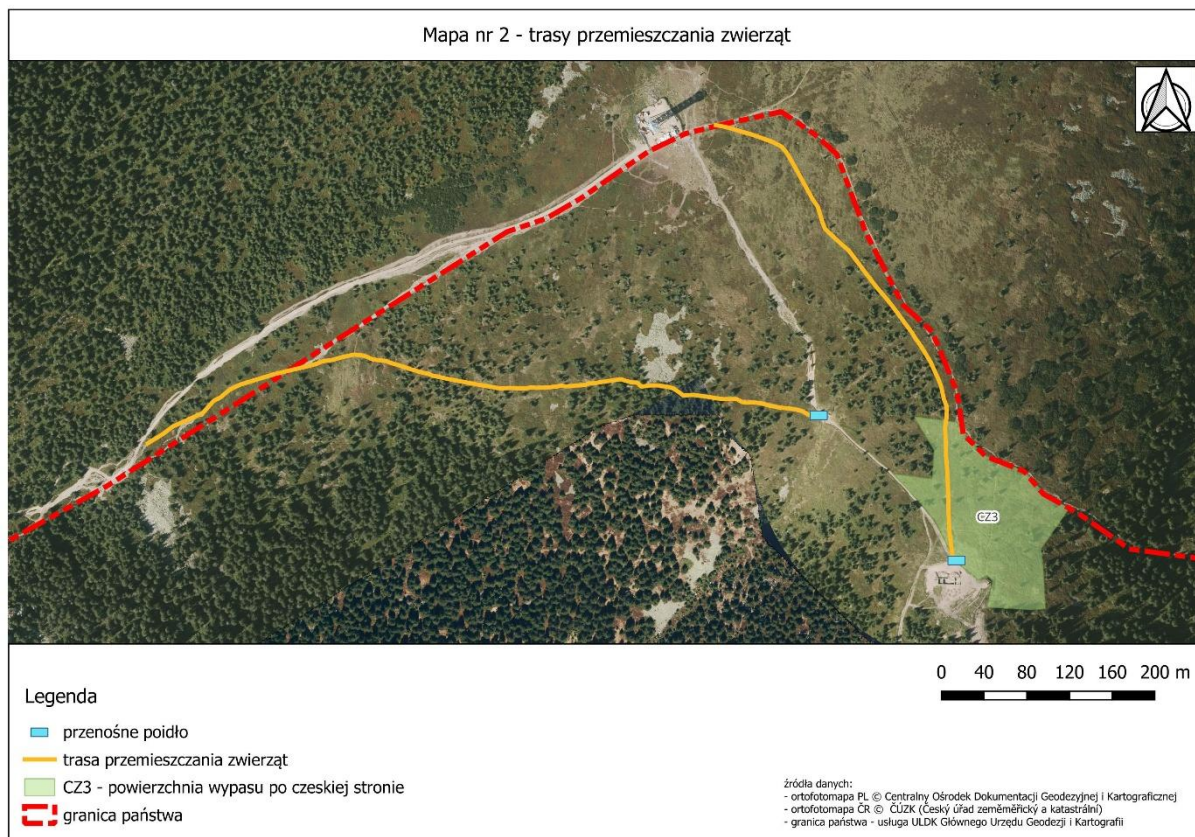 Mapa nr 2 - trasy przemieszczania zwierząt
CZ3
0 40 80 120 160 200 m
Legenda
przenośne poidło
trasa przemieszczania zwierząt
CZ3 - powierzchnia wypasu po czeskiej stronie
granica państwa
źródła danych:
- ortofotomapa PL © Centralny Ośrodek Dokumentacji Geodezyjnej i Kartograficznej
- ortofotomapa ČR © ČÚZK (Český úřad zeměměřický a katastrální)
- granica państwa - usługa ULDK Głównego Urzędu Geodezji i Kartografii